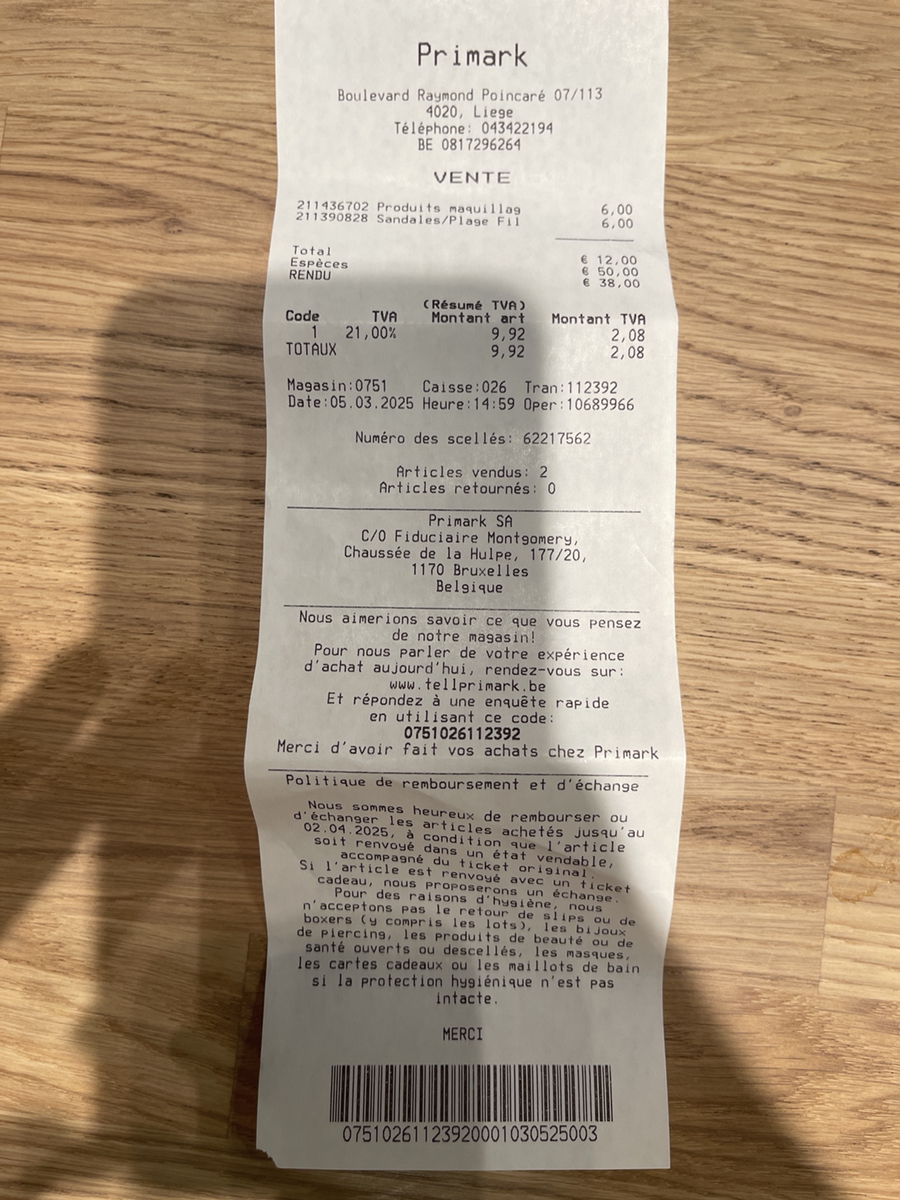 Primark
Boulevard Raymond Poincaré 07/113
4020, Liege
Téléphone: 043422194
BE 0817296264
VENTE
211436702 Produits maquillag 6,00
211390828 Sandales/Plage Fil 6,00
Total € 12,00
Espèces € 50,00
RENDU € 38,00
(Résumé TVA)
Code TVA Montant art Montant TVA
1 21,00% 9,92 2,08
TOTAUX 9,92 2,08
Magasin:0751 Caisse:026 Tran:112392
Date:05.03.2025 Heure:14:59 Oper:10689966
Numéro des scellés: 62217562
Articles vendus: 2
Articles retournés: 0
Primark SA
C/O Fiduciaire Montgomery,
Chaussée de la Hulpe, 177/20,
1170 Bruxelles
Belgique
Nous aimerions savoir ce que vous pensez
de notre magasin!
Pour nous parler de votre expérience
d'achat aujourd'hui, rendez-vous sur:
www.tellprimark.be
Et répondez à une enquête rapide
en utilisant ce code:
0751026112392
Merci d'avoir fait vos achats chez Primark
Politique de remboursement et d'échange
Nous sommes heureux de rembourser ou
d'échanger les articles achetés jusqu'au
02.04.2025, à condition que l'article
soit renvoyé dans un état vendable,
accompagné du ticket original.
Si l'article est renvoyé avec un ticket
cadeau, nous proposerons un échange.
Pour des raisons d'hygiène, nous
n'acceptons pas le retour de slips ou de
boxers (y compris les lots), les bijoux
de piercing, les produits de beauté ou de
santé ouverts ou descellés, les masques,
les cartes cadeaux ou les maillots de bain
si la protection hygiénique n'est pas
intacte.
MERCI
07510261123920001030525003